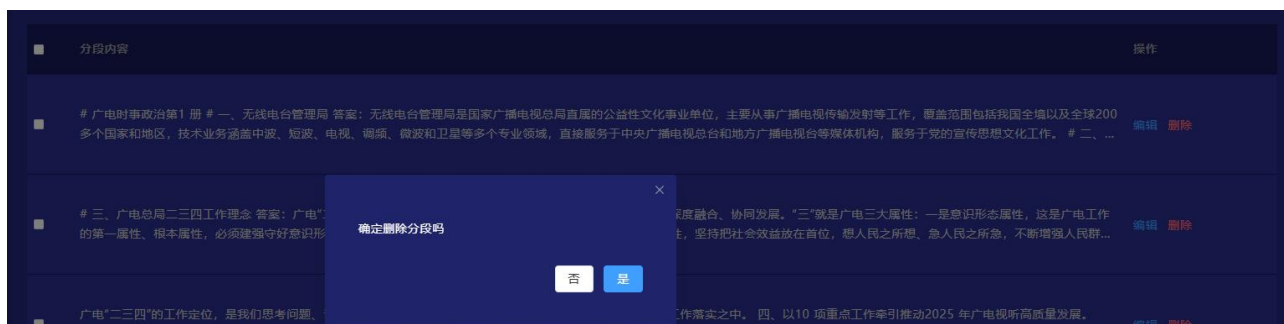 分段内容
操作
# 广电时事政治第1 册 # 一、无线电台管理局 答案：无线电台管理局是国家广播电视总局直属的公益性文化事业单位，主要从事广播电视传输发射等工作，覆盖范围包括我国全境以及全球200
多个国家和地区，技术业务涵盖中波、短波、电视、调频、微波和卫星等多个专业领域，直接服务于中央广播电视总台和地方广播电视台等媒体机构，服务于党的宣传思想文化工作。 # 二、...
编辑 删除
# 三、广电总局二三四工作理念 答案：广电"
度融合、协同发展。"三"就是广电三大属性：一是意识形态属性，这是广电工作
的第一属性、根本属性，必须建强守好意识形
，坚持把社会效益放在首位，想人民之所想、急人民之所急，不断增强人民群...
编辑 删除
确定删除分段吗
否 是
广电"二三四"的工作定位，是我们思考问题、
工作落实之中。 四、以10 项重点工作牵引推动2025 年广电视听高质量发展。
编辑 删除